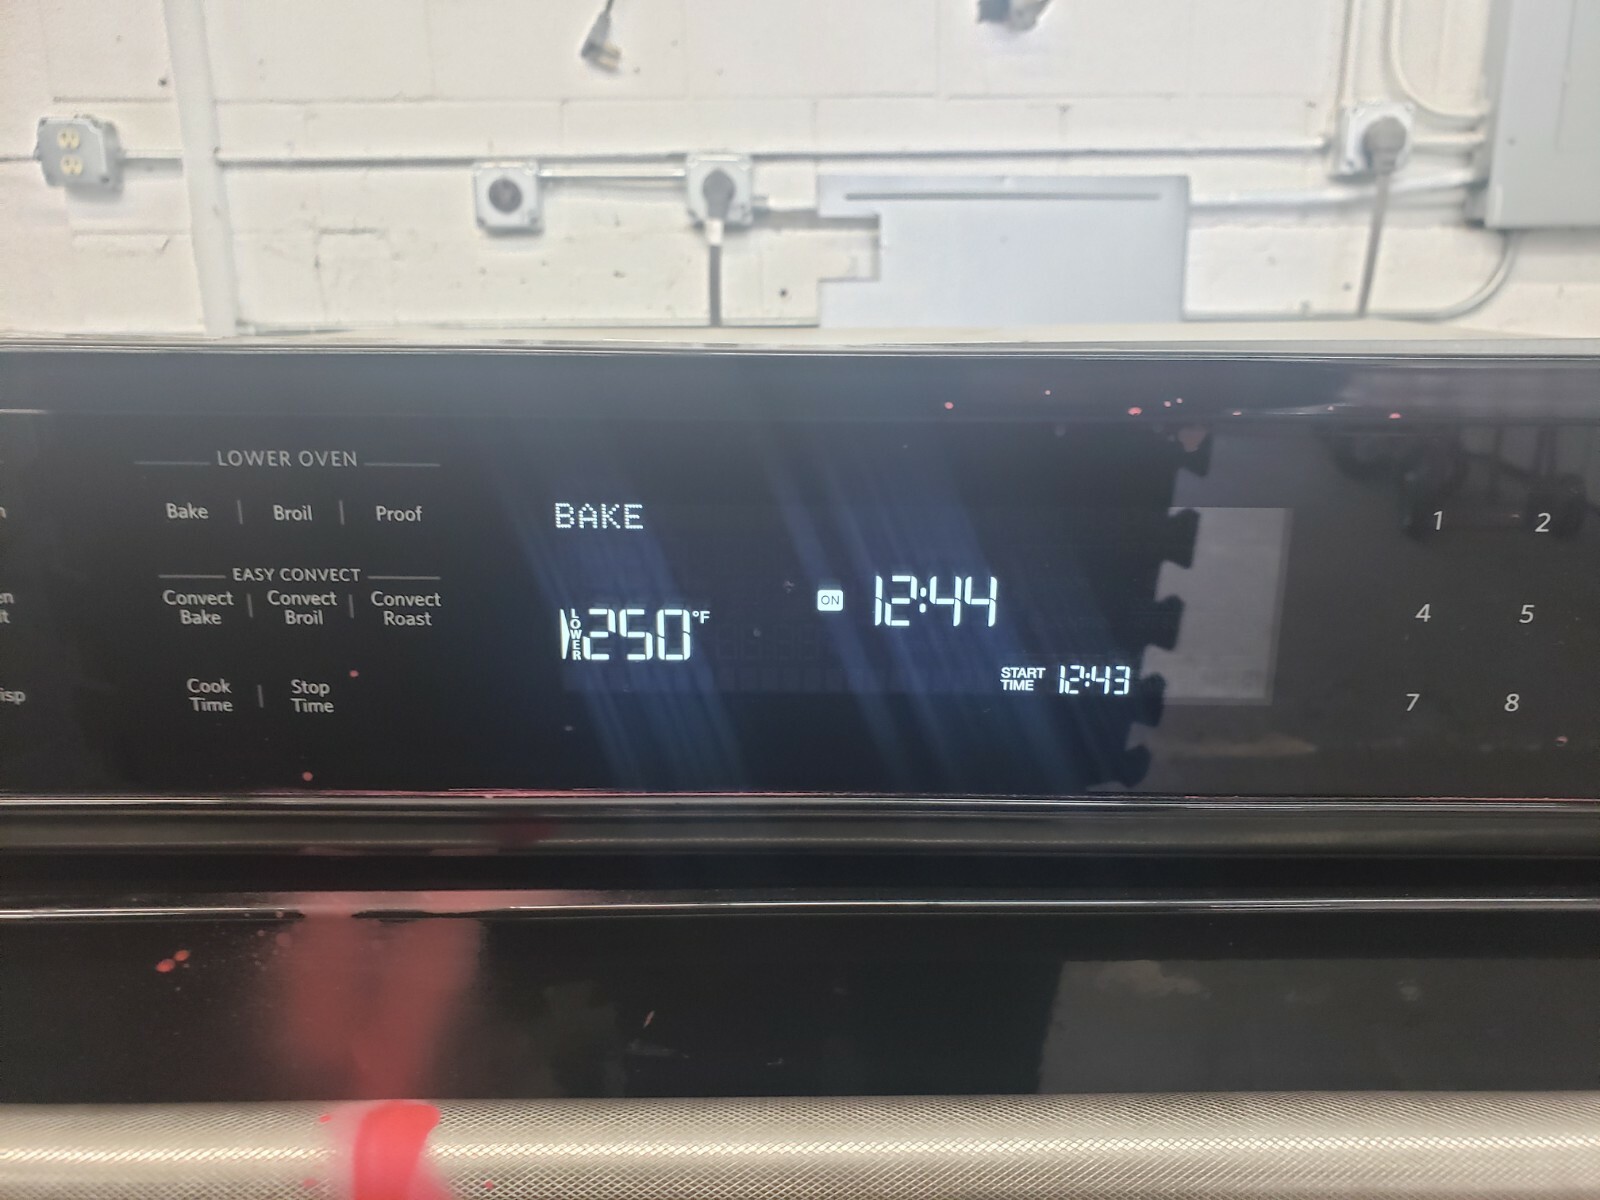 LOWER OVEN
Bake | Broil | Proof
EASY CONVECT
Convect Bake | Convect Broil | Convect Roast
Cook Time | Stop Time
BAKE
LOWER 250°F
ON 12:44
START TIME 12:43
1 2
4 5
7 8